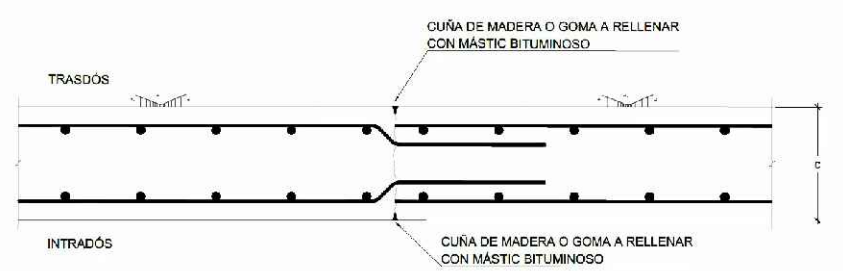 CUÑA DE MADERA O GOMA A RELLENAR
CON MÁSTIC BITUMINOSO
TRASDÓS
C
INTRADÓS
CUÑA DE MADERA O GOMA A RELLENAR
CON MÁSTIC BITUMINOSO